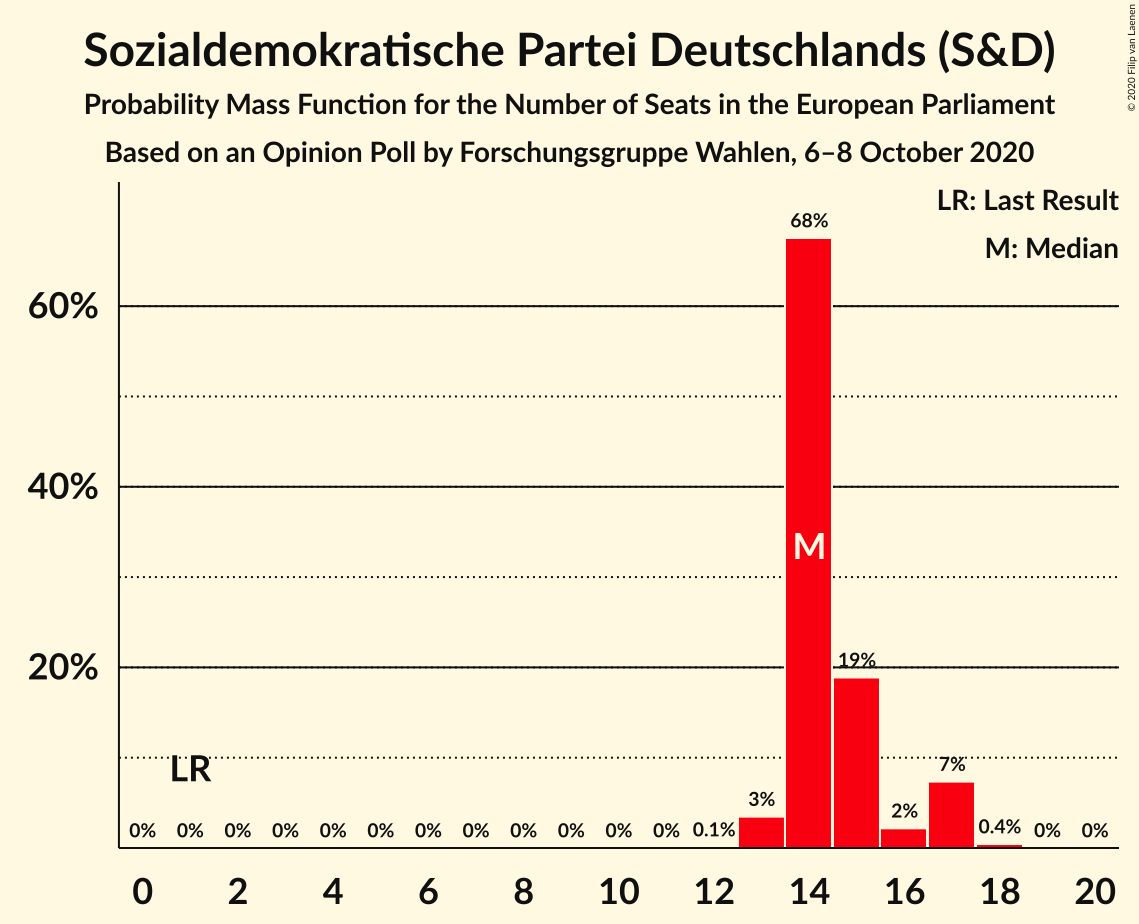 Sozialdemokratische Partei Deutschlands (S&D)
Probability Mass Function for the Number of Seats in the European Parliament
Based on an Opinion Poll by Forschungsgruppe Wahlen, 6–8 October 2020
© 2020 Filip van Laenen
LR: Last Result
M: Median
68%
60%
40%
M
20%
19%
LR
7%
3%
2%
0% 0% 0% 0% 0% 0% 0% 0% 0% 0% 0% 0% 0.1% 0.4% 0% 0%
0 2 4 6 8 10 12 14 16 18 20